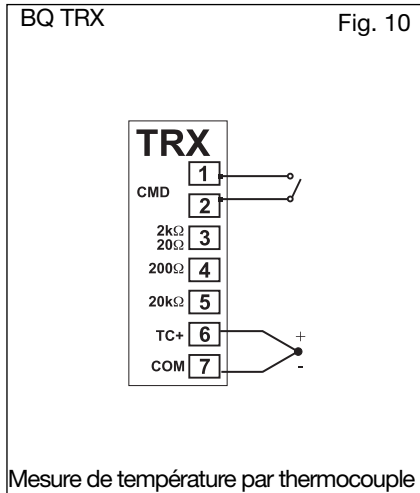 BQ TRX Fig. 10
TRX
1
CMD
2
2kΩ
20Ω 3
200Ω 4
20kΩ 5
TC+ 6 +
COM 7 -
Mesure de température par thermocouple